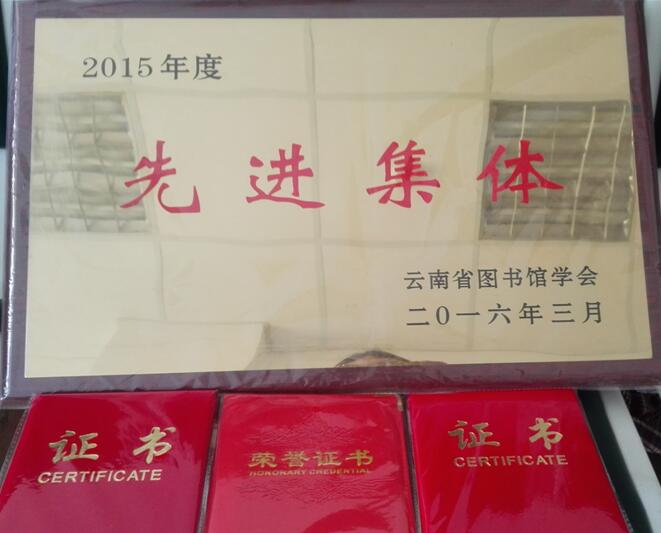 2015年度
先进集体
云南省图书馆学会
二〇一六年三月
证书
CERTIFICATE
荣誉证书
HONORARY CREDENTIAL
证书
CERTIFICATE